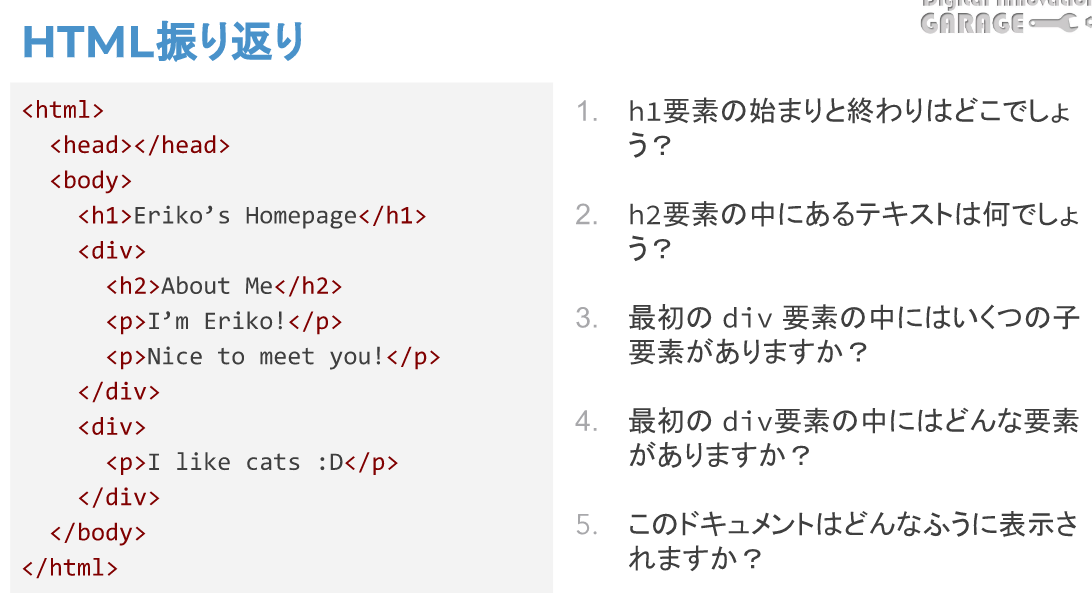 HTML振り返り
GARAGE
<html>
<head></head>
<body>
<h1>Eriko’s Homepage</h1>
<div>
<h2>About Me</h2>
<p>I’m Eriko!</p>
<p>Nice to meet you!</p>
</div>
<div>
<p>I like cats :D</p>
</div>
</body>
</html>
1. h1要素の始まりと終わりはどこでしょ
う？
2. h2要素の中にあるテキストは何でしょ
う？
3. 最初の div 要素の中にはいくつの子
要素がありますか？
4. 最初の div要素の中にはどんな要素
がありますか？
5. このドキュメントはどんなふうに表示さ
れますか？